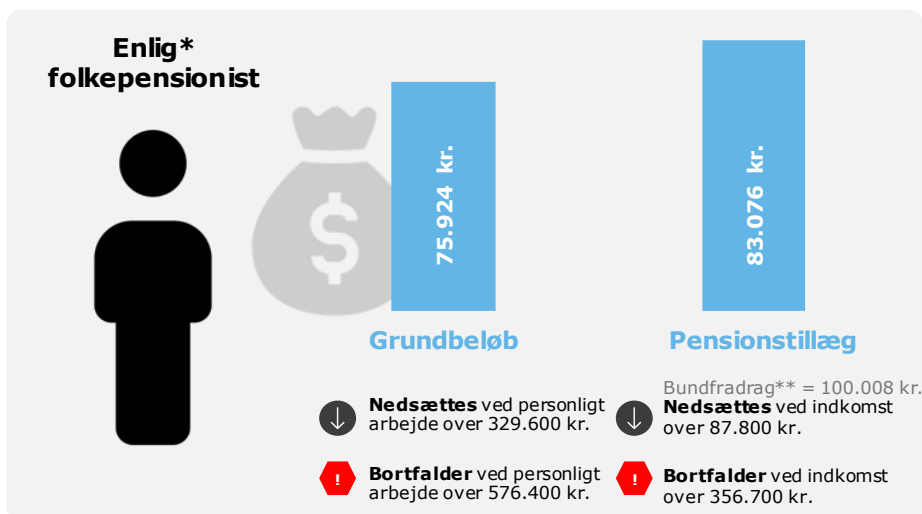 Enlig*
folkepensionist
$
75.924 kr.
83.076 kr.
Grundbeløb
Nedsættes ved personligt
arbejde over 329.600 kr.
!
Bortfalder ved personligt
arbejde over 576.400 kr.
Pensionstillæg
Bundfradrag** = 100.008 kr.
Nedsættes ved indkomst
over 87.800 kr.
!
Bortfalder ved indkomst
over 356.700 kr.